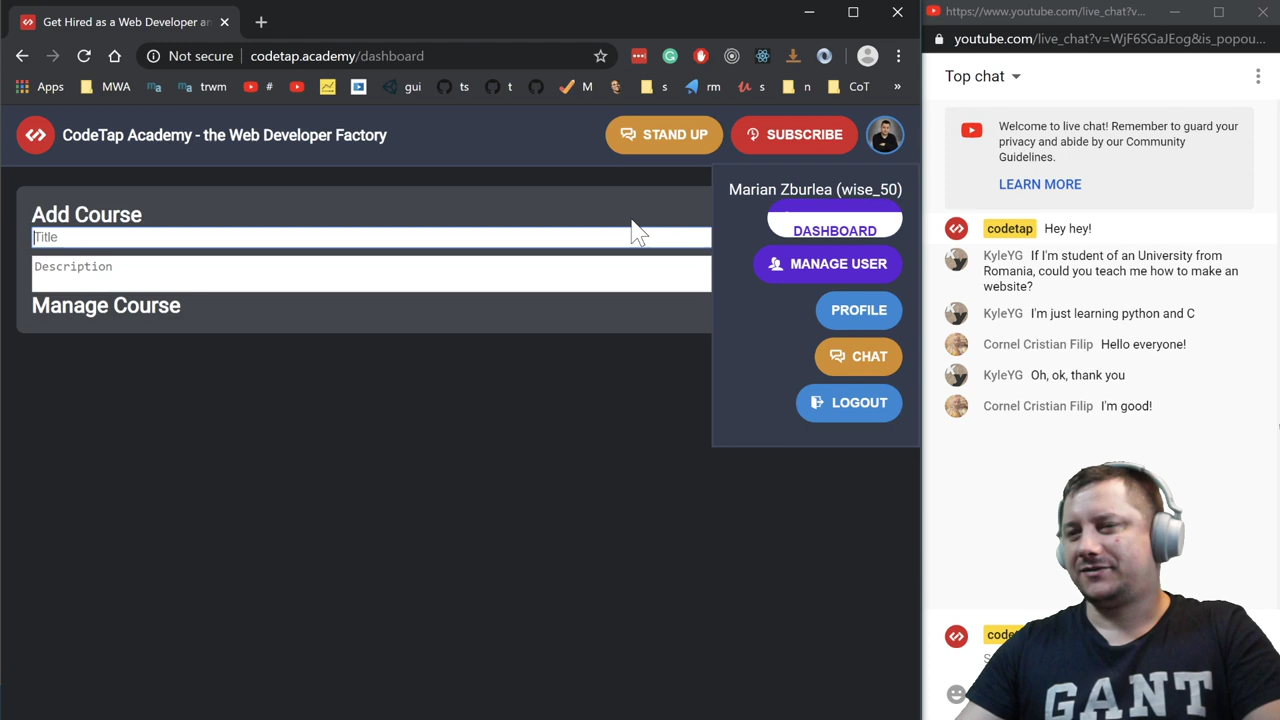 Get Hired as a Web Developer an
https://www.youtube.com/live_chat?v...
Not secure
codetap.academy/dashboard
youtube.com/live_chat?v=WjF6SGaJEog&is_popou...
Apps
MWA
trwm
#
gui
ts
t
M
s
rm
s
n
CoT
»
Top chat
CodeTap Academy - the Web Developer Factory
STAND UP
SUBSCRIBE
Marian Zburlea (wise_50)
DASHBOARD
MANAGE USER
PROFILE
CHAT
LOGOUT
Add Course
Title
Description
Manage Course
Welcome to live chat! Remember to guard your
privacy and abide by our Community
Guidelines.
LEARN MORE
codetap Hey hey!
KyleYG If I'm student of an University from
Romania, could you teach me how to make an
website?
KyleYG I'm just learning python and C
Cornel Cristian Filip Hello everyone!
KyleYG Oh, ok, thank you
Cornel Cristian Filip I'm good!
GANT